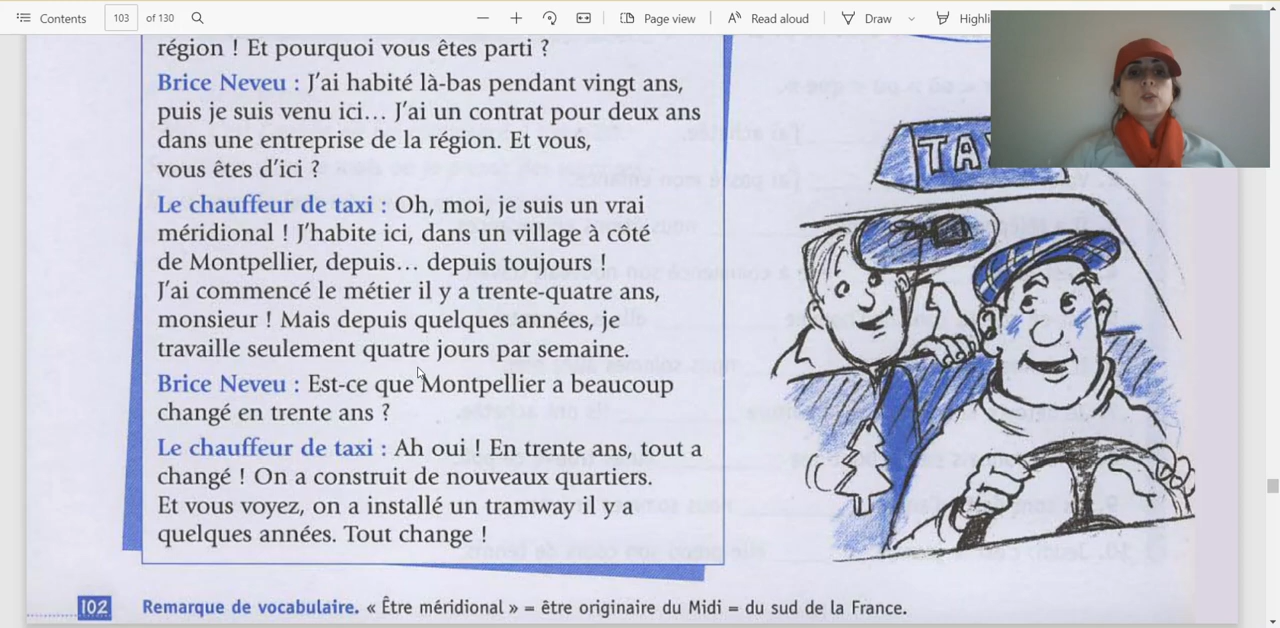 Contents
103
of 130
Page view
Read aloud
Draw
région ! Et pourquoi vous êtes parti ?
Brice Neveu : J'ai habité là-bas pendant vingt ans,
puis je suis venu ici... J'ai un contrat pour deux ans
dans une entreprise de la région. Et vous,
vous êtes d'ici ?
Le chauffeur de taxi : Oh, moi, je suis un vrai
méridional ! J'habite ici, dans un village à côté
de Montpellier, depuis... depuis toujours !
J'ai commencé le métier il y a trente-quatre ans,
monsieur ! Mais depuis quelques années, je
travaille seulement quatre jours par semaine.
Brice Neveu : Est-ce que Montpellier a beaucoup
changé en trente ans ?
Le chauffeur de taxi : Ah oui ! En trente ans, tout a
changé ! On a construit de nouveaux quartiers.
Et vous voyez, on a installé un tramway il y a
quelques années. Tout change !
TA
102
Remarque de vocabulaire. « Être méridional » = être originaire du Midi = du sud de la France.